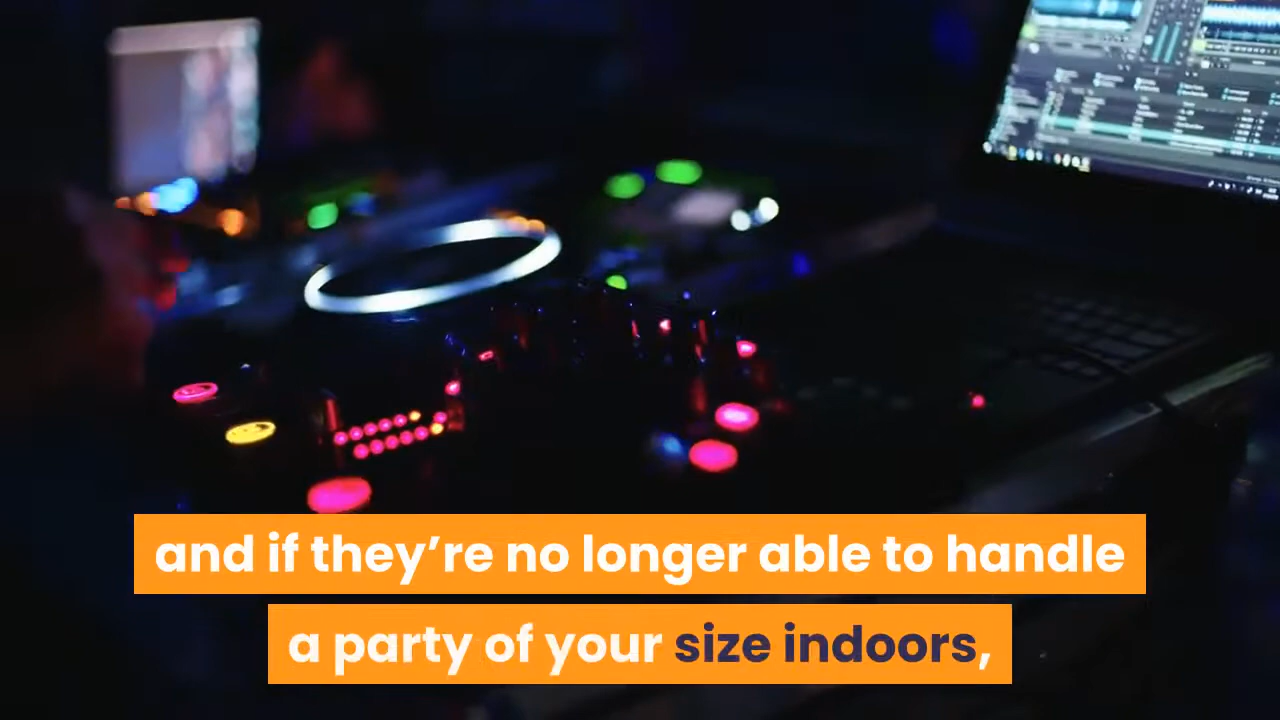 and if they’re no longer able to handle
a party of your size indoors,